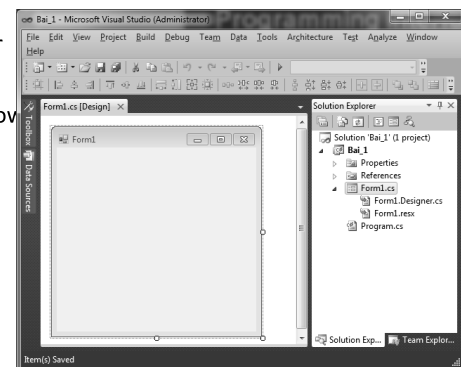 Bai_1 - Microsoft Visual Studio (Administrator)
File Edit View Project Build Debug Team Data Tools Architecture Test Analyze Window
Help
Form1.cs [Design]
Toolbox
Data Sources
Form1
Solution Explorer
Solution 'Bai_1' (1 project)
Bai_1
Properties
References
Form1.cs
Form1.Designer.cs
Form1.resx
Program.cs
Solution Exp...
Team Explor...
Item(s) Saved